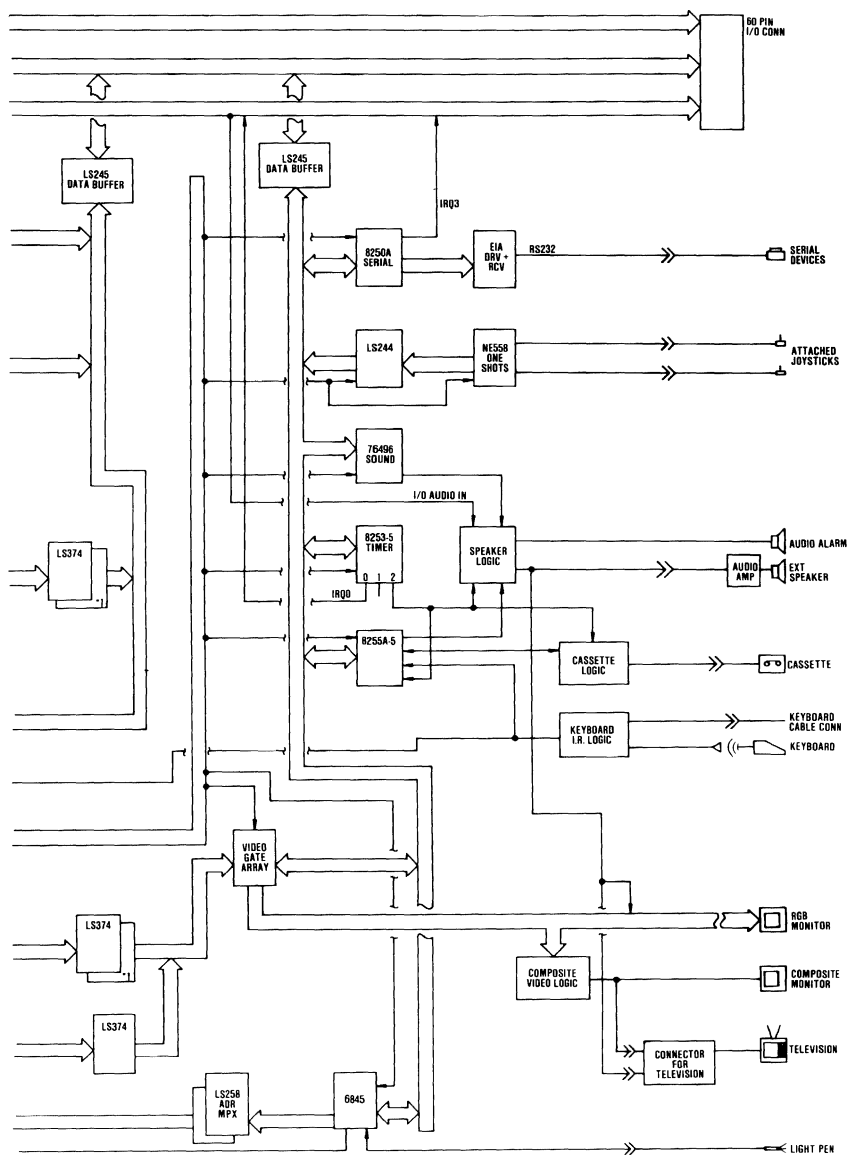 60 PIN
I/O CONN
LS245
DATA BUFFER
LS245
DATA BUFFER
IRQ3
8250A
SERIAL
EIA
DRV +
RCV
RS232
SERIAL
DEVICES
LS244
NE558
ONE
SHOTS
ATTACHED
JOYSTICKS
76496
SOUND
I/O AUDIO IN
8253-5
TIMER
0 1 2
IRQ0
SPEAKER
LOGIC
AUDIO ALARM
AUDIO
AMP
EXT
SPEAKER
LS374
8255A-5
CASSETTE
LOGIC
CASSETTE
KEYBOARD
I.R. LOGIC
KEYBOARD
CABLE CONN
KEYBOARD
VIDEO
GATE
ARRAY
LS374
RGB
MONITOR
COMPOSITE
VIDEO LOGIC
COMPOSITE
MONITOR
LS374
CONNECTOR
FOR
TELEVISION
TELEVISION
LS258
ADR
MPX
6845
LIGHT PEN